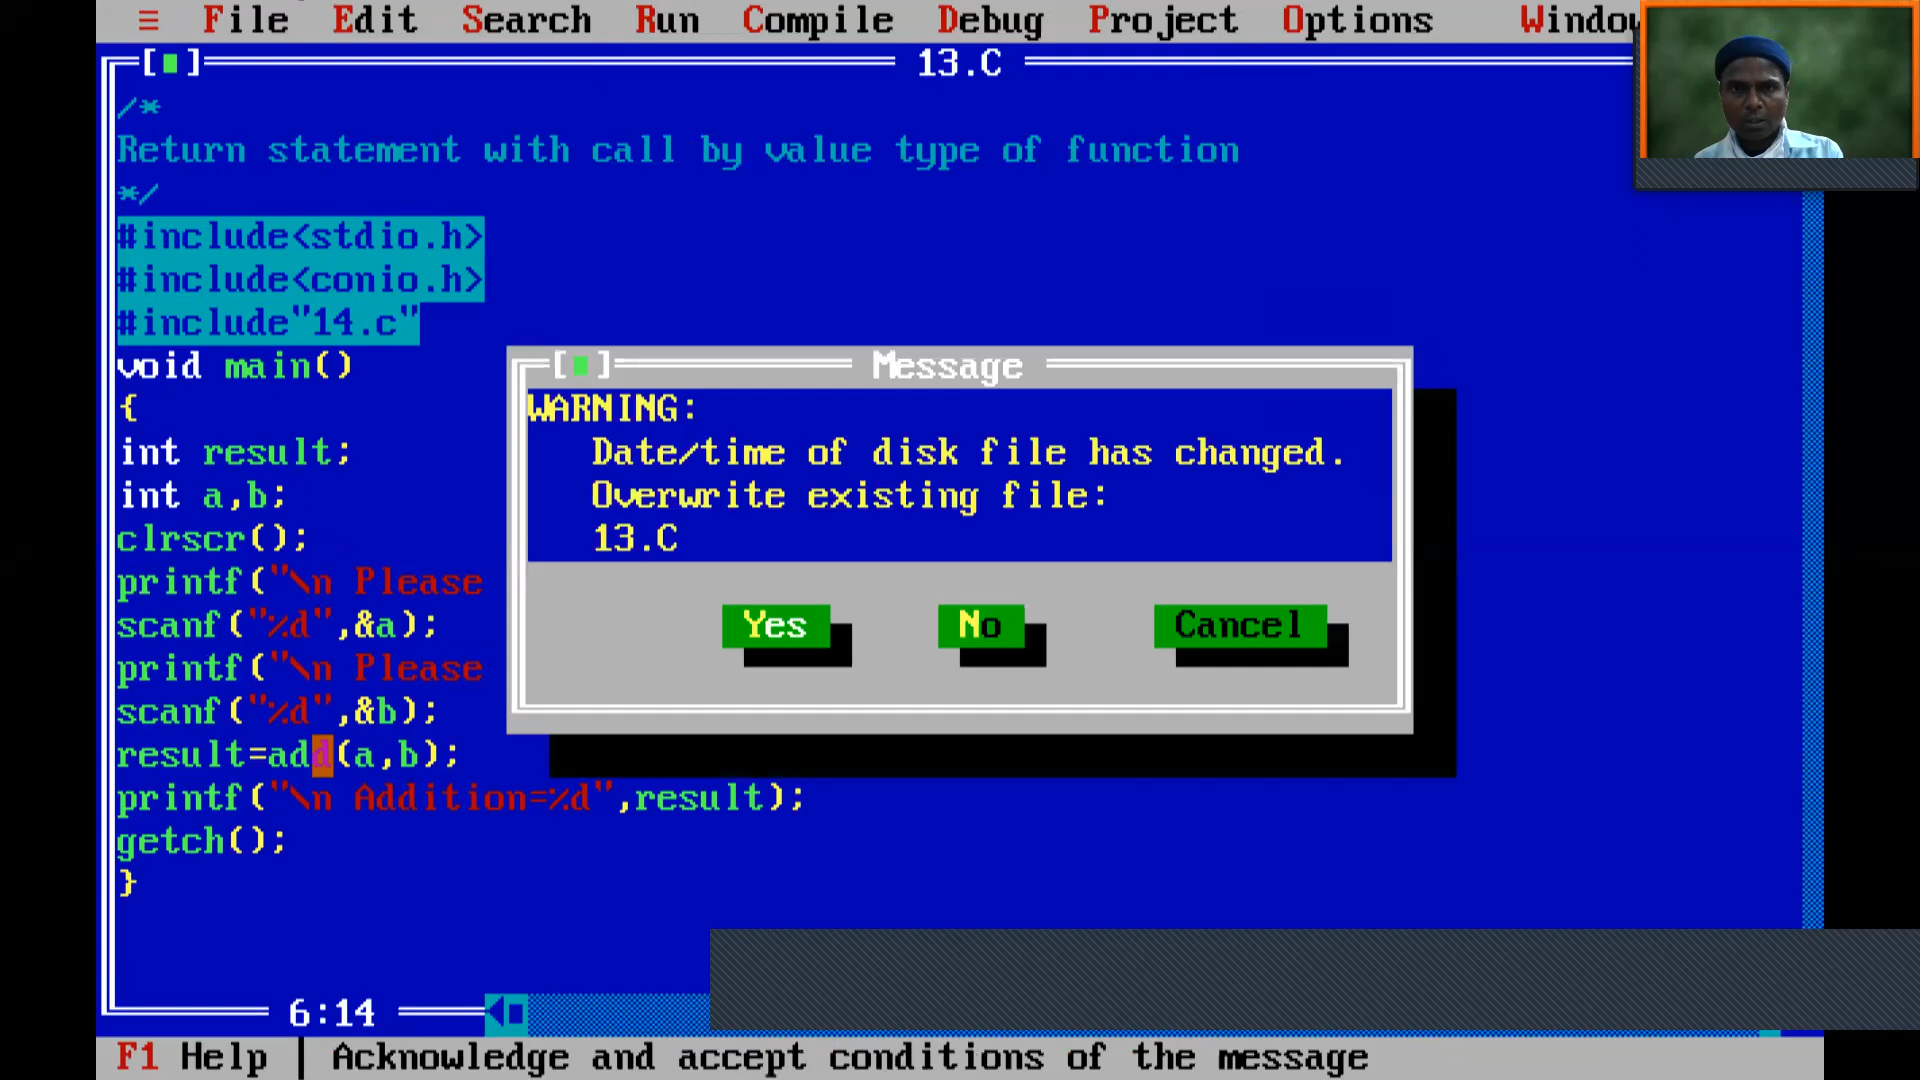 ≡ File Edit Search Run Compile Debug Project Options Window
[■] 13.C
/*
Return statement with call by value type of function
*/
#include<stdio.h>
#include<conio.h>
#include"14.c"
void main()
{
int result;
int a,b;
clrscr();
printf("\n Please
scanf("%d",&a);
printf("\n Please
scanf("%d",&b);
result=add(a,b);
printf("\n Addition=%d",result);
getch();
}
[■] Message
WARNING:
Date/time of disk file has changed.
Overwrite existing file:
13.C
Yes No Cancel
6:14
F1 Help | Acknowledge and accept conditions of the message